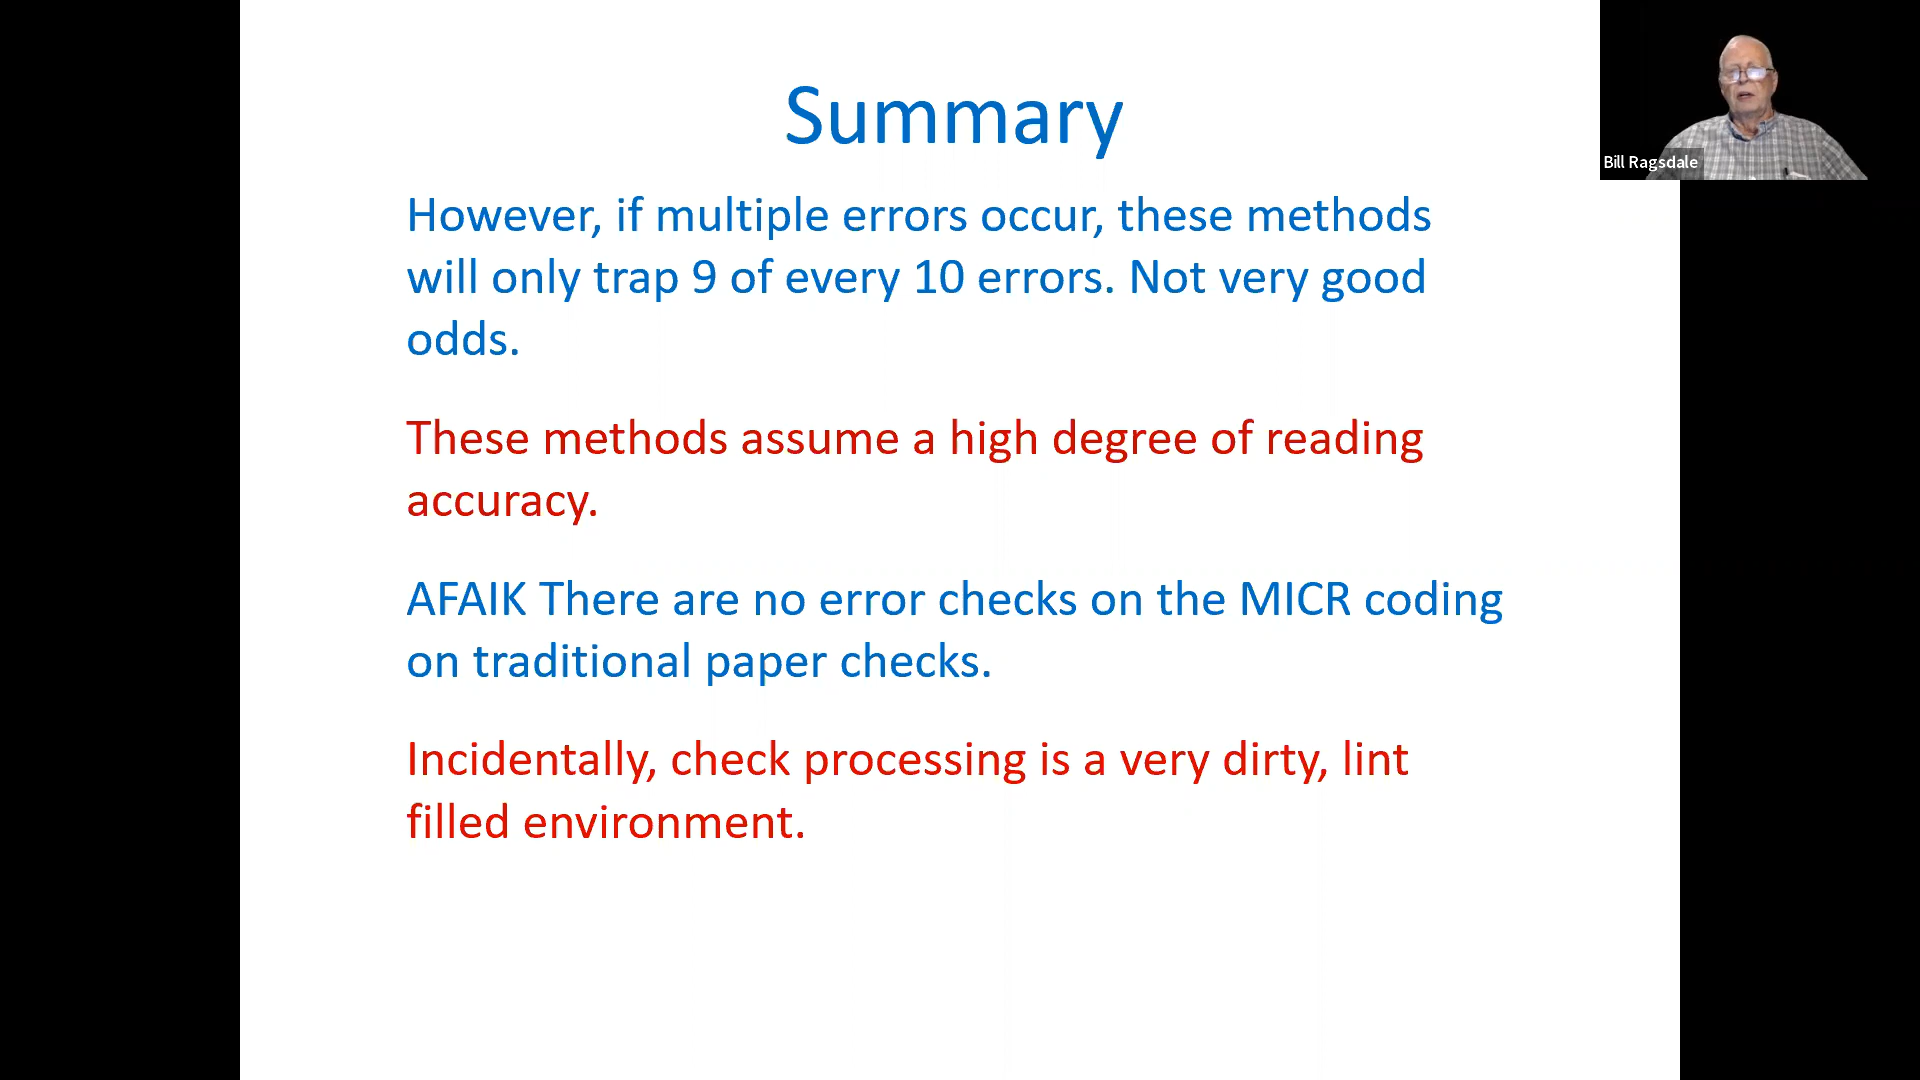 Summary
However, if multiple errors occur, these methods
will only trap 9 of every 10 errors. Not very good
odds.
These methods assume a high degree of reading
accuracy.
AFAIK There are no error checks on the MICR coding
on traditional paper checks.
Incidentally, check processing is a very dirty, lint
filled environment.
Bill Ragsdale